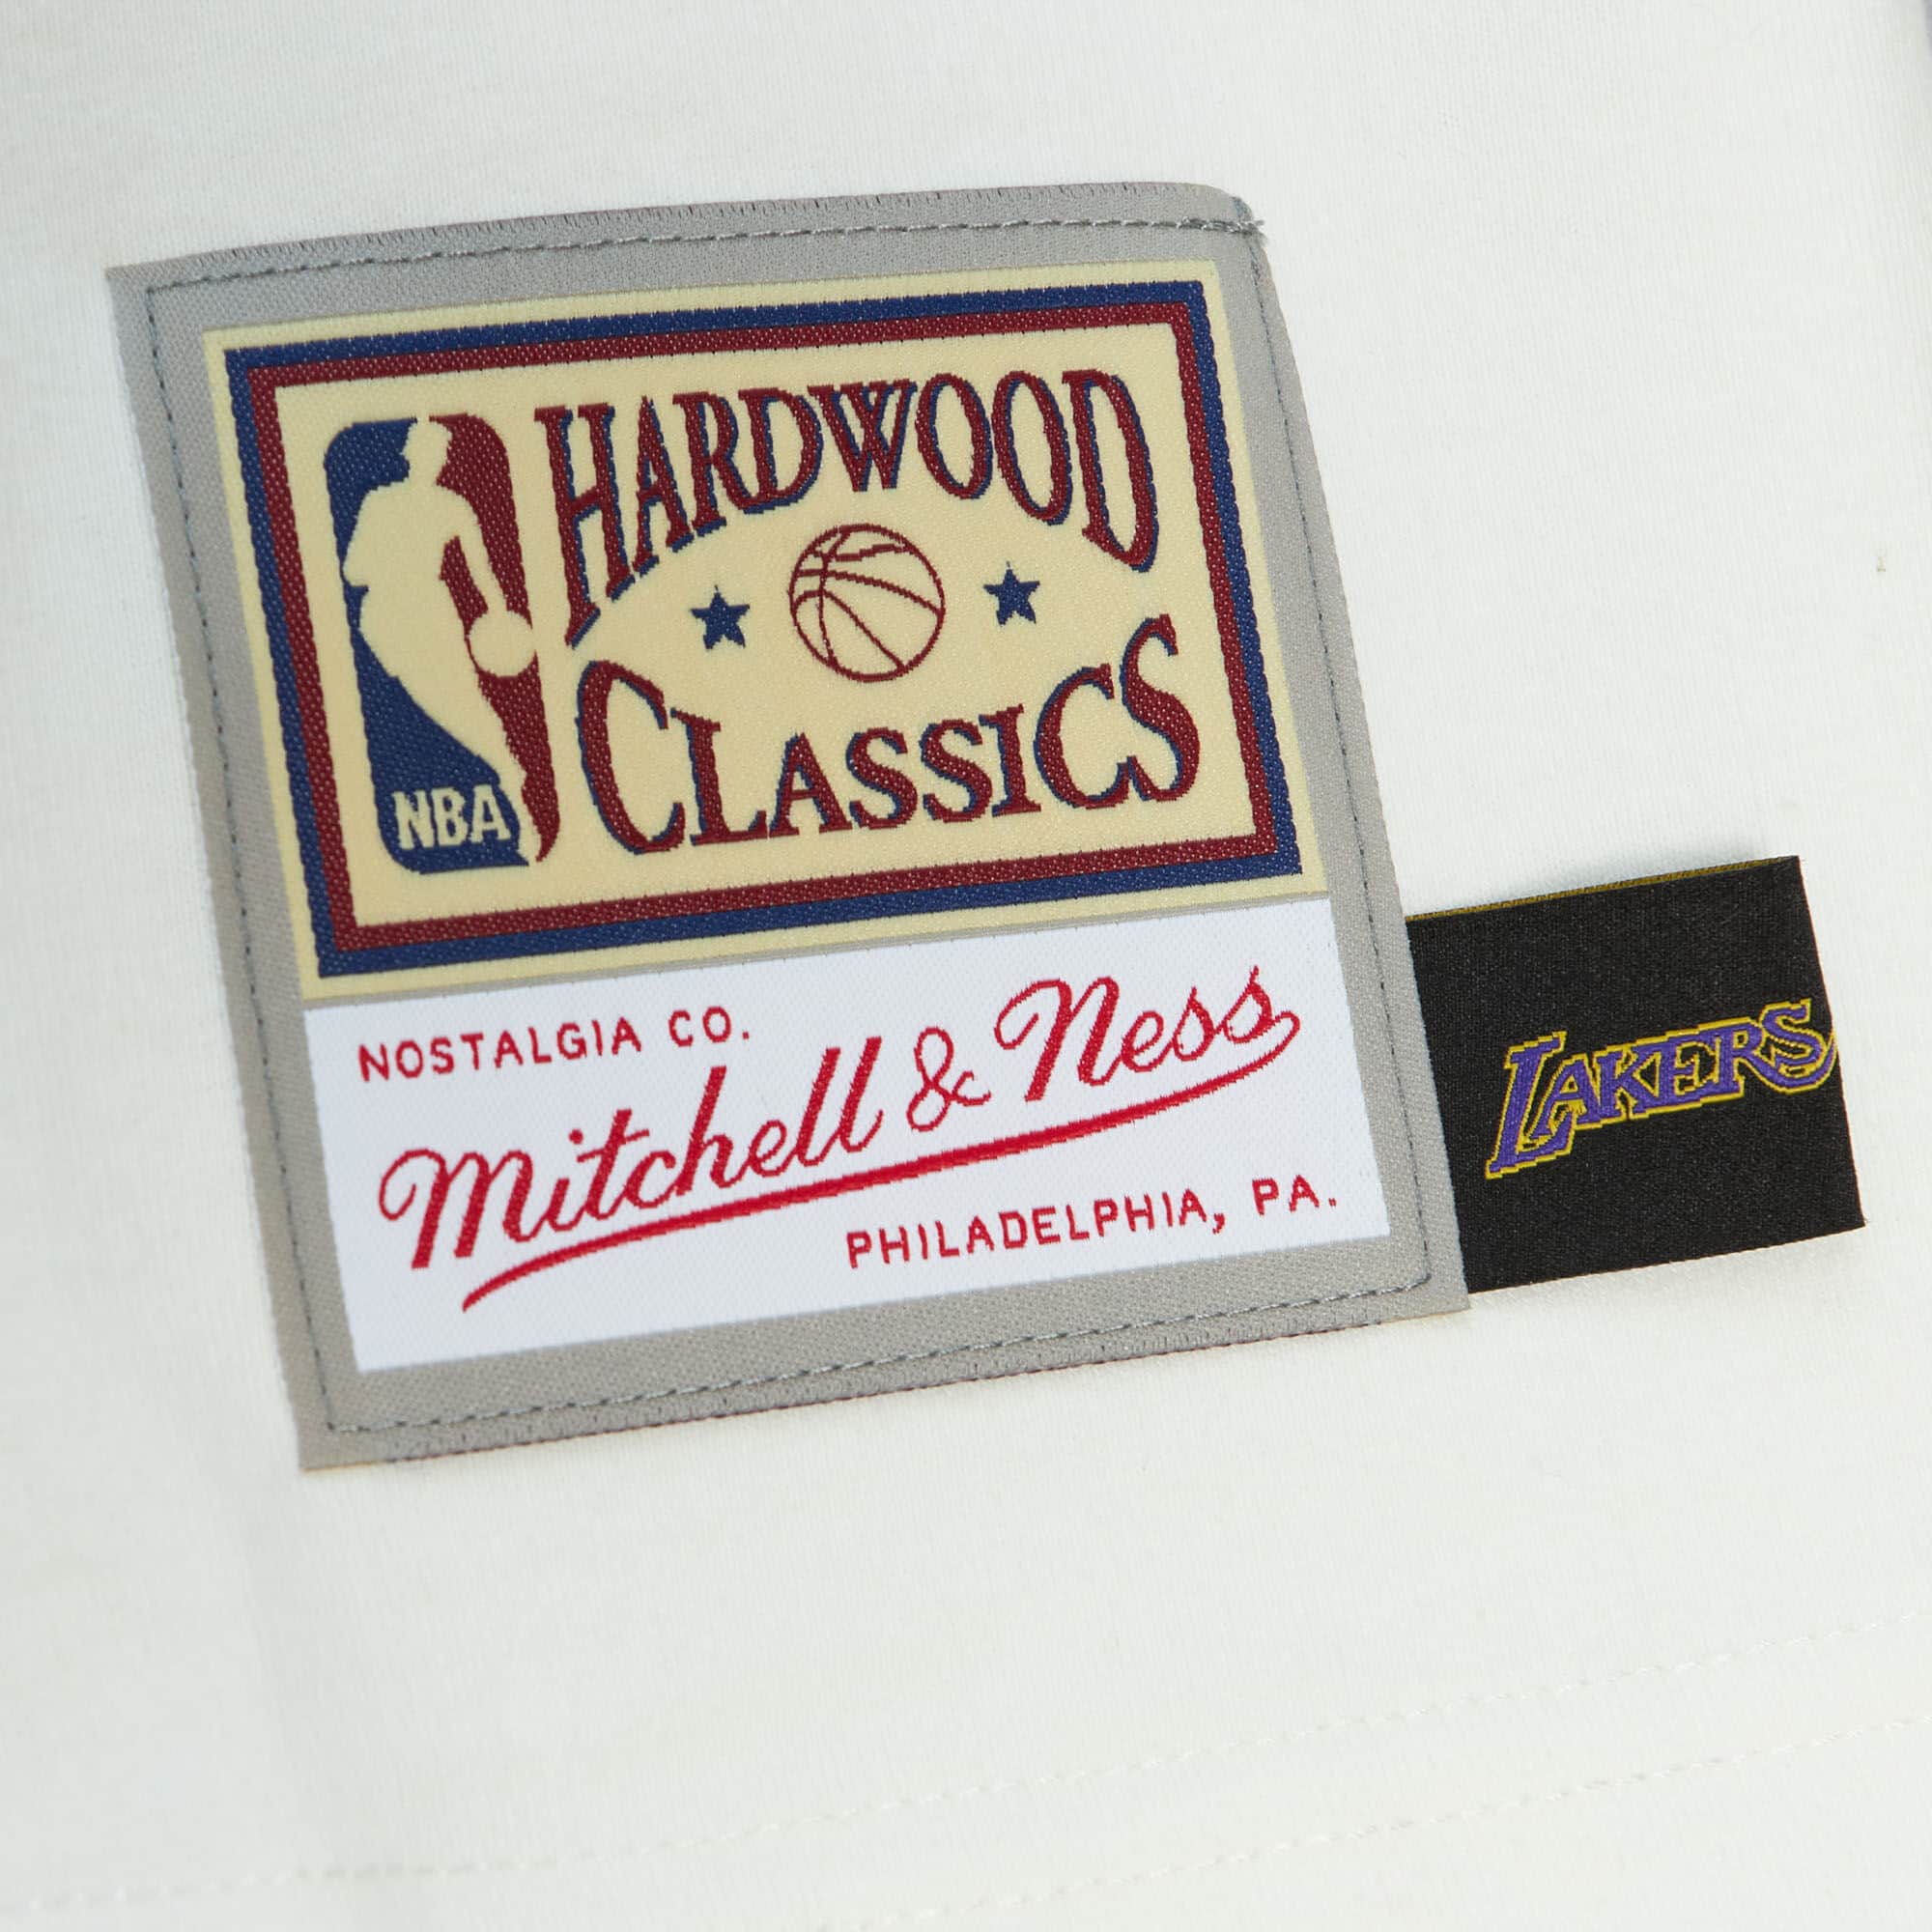 HARDWOOD
CLASSICS
NBA
NOSTALGIA CO.
Mitchell & Ness
PHILADELPHIA, PA.
LAKERS